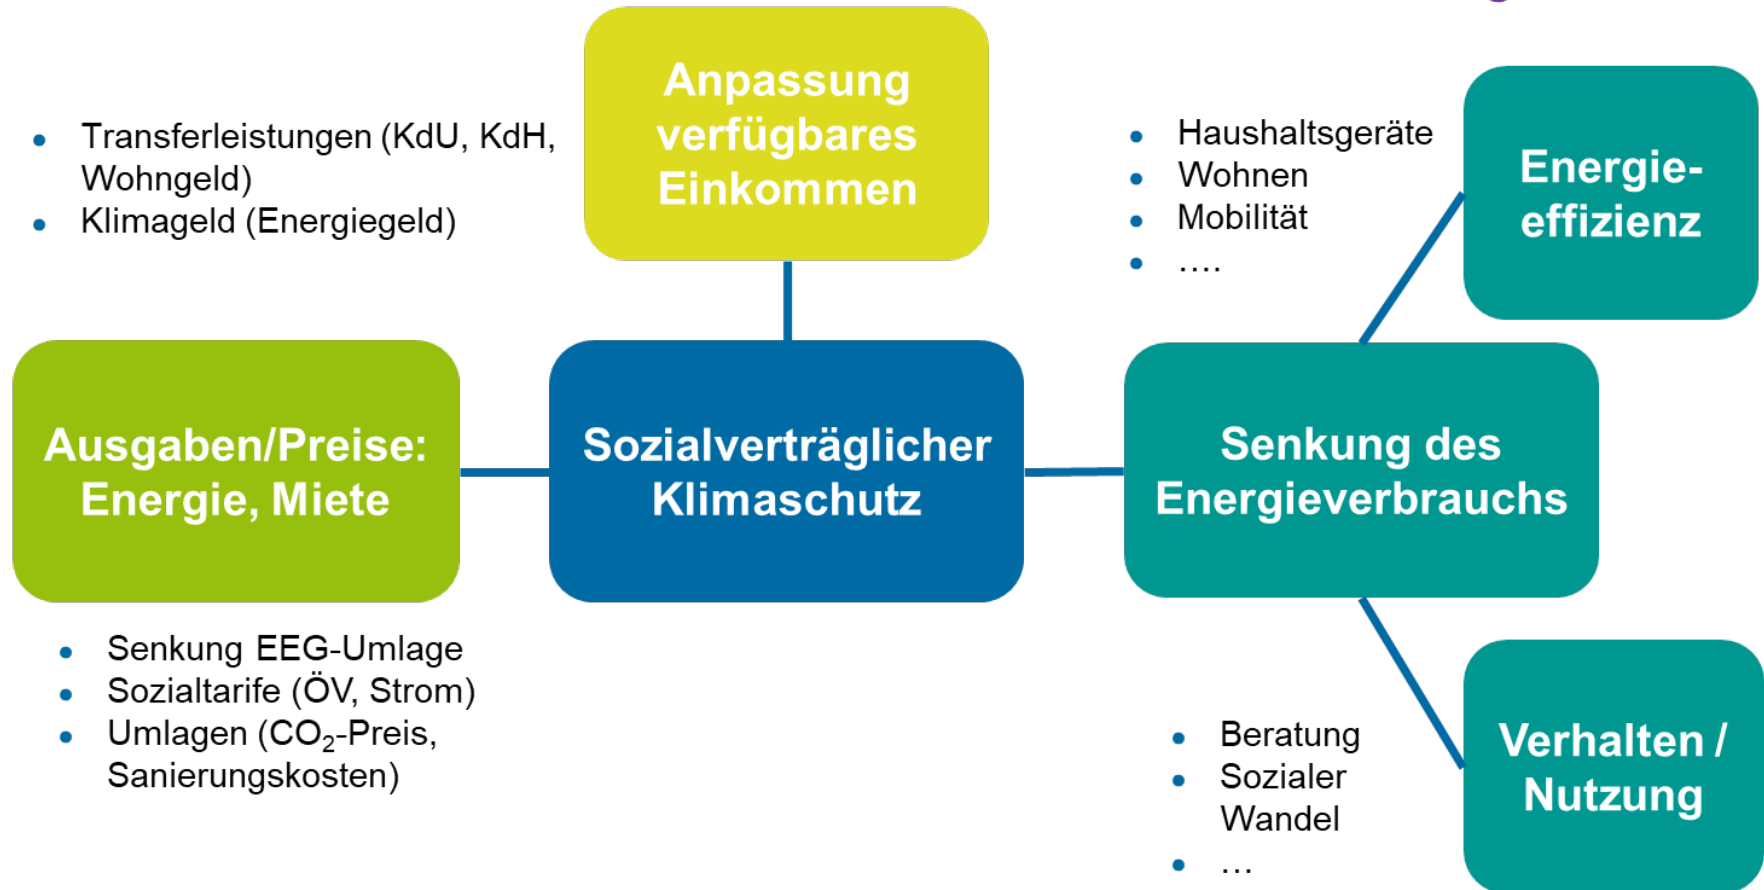 Anpassung
verfügbares
Einkommen
• Transferleistungen (KdU, KdH,
Wohngeld)
• Klimageld (Energiegeld)
• Haushaltsgeräte
• Wohnen
• Mobilität
• ....
Energie-
effizienz
Ausgaben/Preise:
Energie, Miete
Sozialverträglicher
Klimaschutz
Senkung des
Energieverbrauchs
• Senkung EEG-Umlage
• Sozialtarife (ÖV, Strom)
• Umlagen (CO₂-Preis,
Sanierungskosten)
• Beratung
• Sozialer
Wandel
• ...
Verhalten /
Nutzung